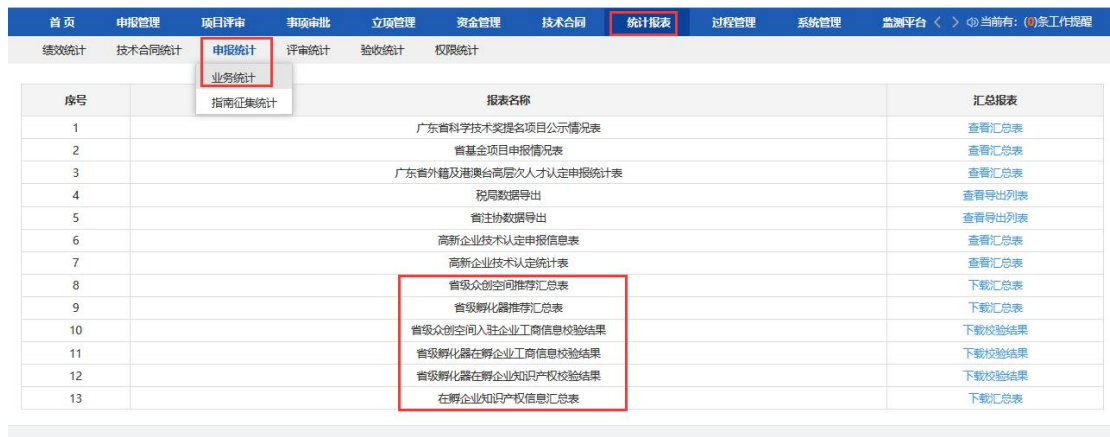 首页 申报管理 项目评审 事项审批 立项管理 资金管理 技术合同 统计报表 过程管理 系统管理 监测平台 当前有：(0)条工作提醒
绩效统计 技术合同统计 申报统计 评审统计 验收统计 权限统计
业务统计
指南征集统计
序号 报表名称 汇总报表
1 广东省科学技术奖提名项目公示情况表 查看汇总表
2 省基金项目申报情况表 查看汇总表
3 广东省外籍及港澳台高层次人才认定申报统计表 查看汇总表
4 税局数据导出 查看导出列表
5 省注协数据导出 查看导出列表
6 高新企业技术认定申报信息表 查看汇总表
7 高新企业技术认定统计表 查看汇总表
8 省级众创空间推荐汇总表 下载汇总表
9 省级孵化器推荐汇总表 下载汇总表
10 省级众创空间入驻企业工商信息校验结果 下载校验结果
11 省级孵化器在孵企业工商信息校验结果 下载校验结果
12 省级孵化器在孵企业知识产权校验结果 下载校验结果
13 在孵企业知识产权信息汇总表 下载汇总表